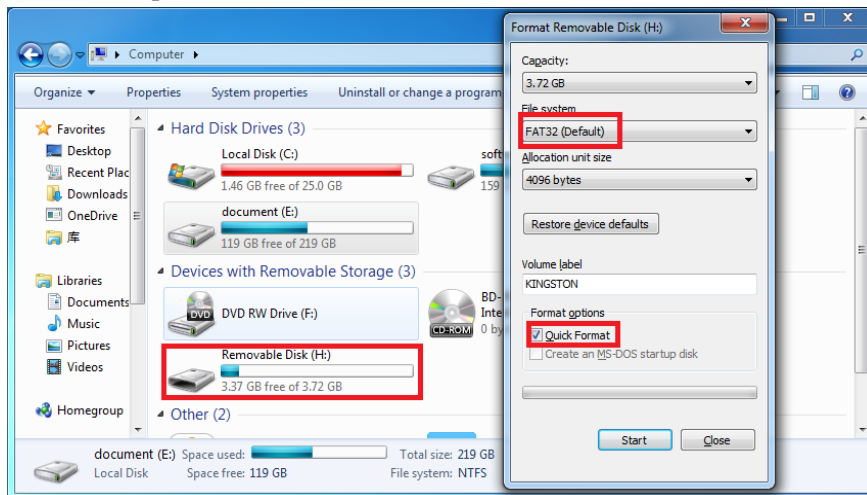 Computer
Organize
Properties
System properties
Uninstall or change a program
Favorites
Desktop
Recent Plac
Downloads
OneDrive
库
Libraries
Documents
Music
Pictures
Videos
Homegroup
Hard Disk Drives (3)
Local Disk (C:)
1.46 GB free of 25.0 GB
soft
159
document (E:)
119 GB free of 219 GB
Devices with Removable Storage (3)
DVD
DVD RW Drive (F:)
CD-ROM
BD-
Inte
0 by
Removable Disk (H:)
3.37 GB free of 3.72 GB
Other (2)
document (E:) Space used: Total size: 219 GB
Local Disk Space free: 119 GB File system: NTFS
Format Removable Disk (H:)
Capacity:
3.72 GB
File system
FAT32 (Default)
Allocation unit size
4096 bytes
Restore device defaults
Volume label
KINGSTON
Format options
Quick Format
Create an MS-DOS startup disk
Start Close